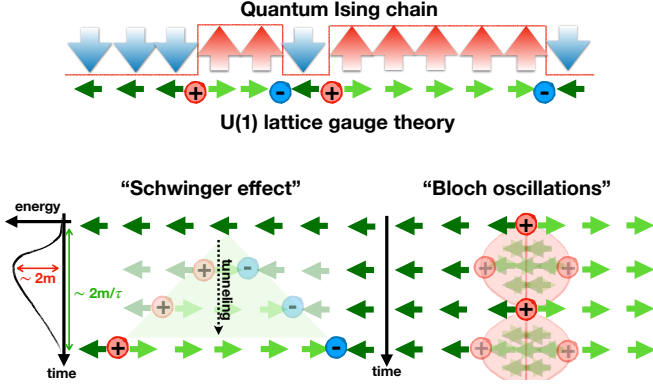 Quantum Ising chain
+ - + -
U(1) lattice gauge theory
“Schwinger effect” “Bloch oscillations”
energy
+
+ - + +
~ 2m
tunneling
~ 2m/τ
+ - +
+ - + +
time time